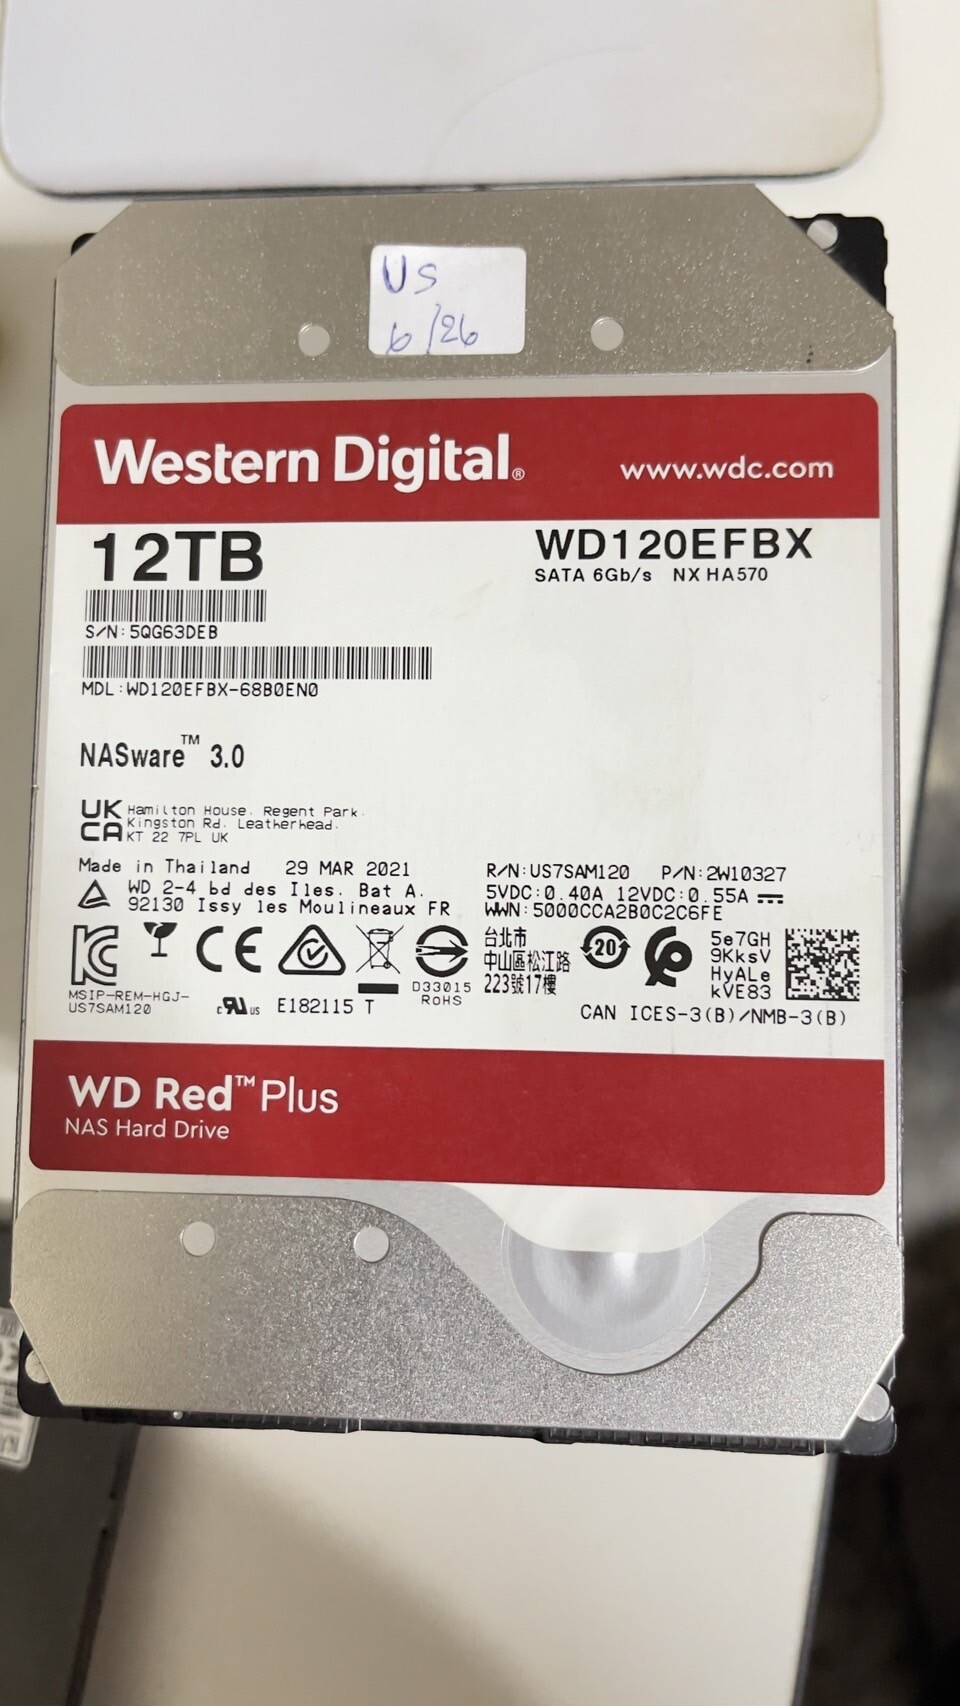 US
6/26
Western Digital®
www.wdc.com
12TB
WD120EFBX
SATA 6Gb/s NX HA570
S/N:5QG63DEB
MDL:WD120EFBX-68B0EN0
NASware™ 3.0
UK
CA
Hamilton House, Regent Park,
Kingston Rd, Leatherhead,
KT 22 7PL UK
Made in Thailand 29 MAR 2021
WD 2-4 bd des Iles, Bat A.
92130 Issy les Moulineaux FR
R/N:US7SAM120 P/N:2W10327
5VDC:0.40A 12VDC:0.55A
WWN:5000CCA2B0C2C6FE
MSIP-REM-HGJ-
US7SAM120
c RU us
E182115 T
D33015
RoHS
台北市
中山區松江路
223號17樓
20
5e7GH
9KksV
HyALe
kVE83
CAN ICES-3(B)/NMB-3(B)
WD Red™ Plus
NAS Hard Drive